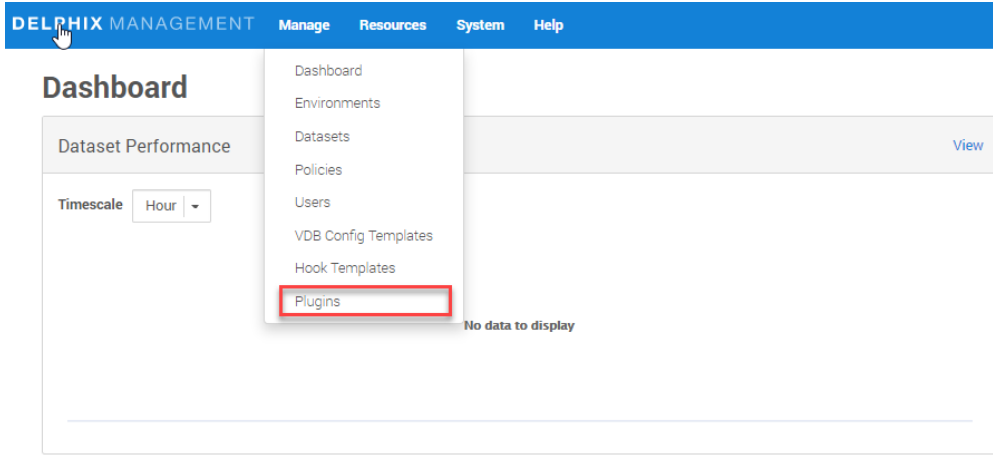 DELPHIX MANAGEMENT Manage Resources System Help
Dashboard
Environments
Datasets
Policies
Users
VDB Config Templates
Hook Templates
Plugins
Dashboard
Dataset Performance View
Timescale Hour
No data to display